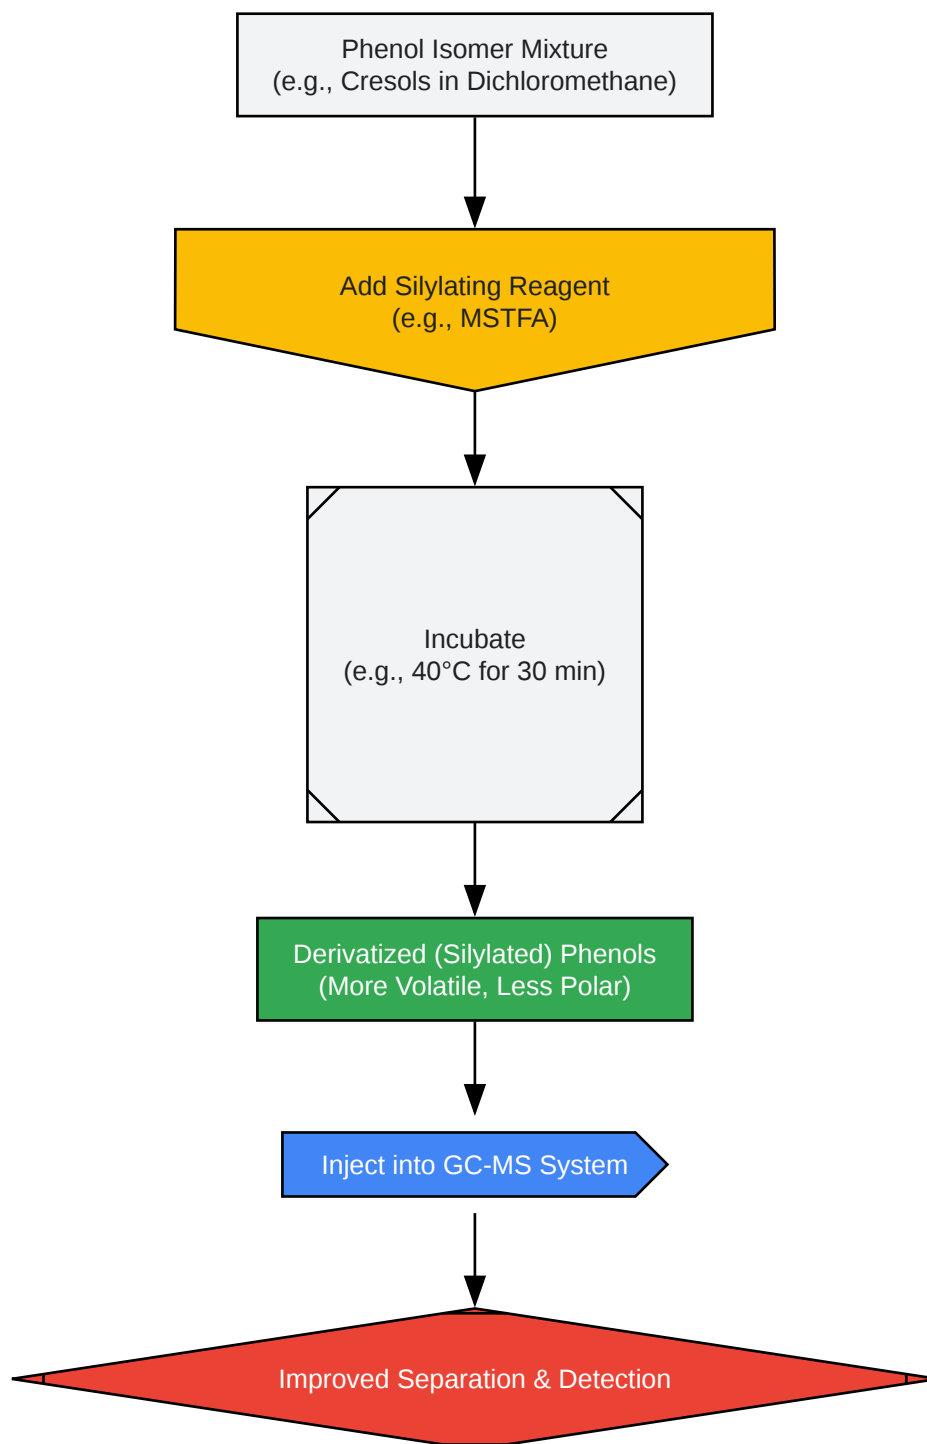 Phenol Isomer Mixture
(e.g., Cresols in Dichloromethane)
Add Silylating Reagent
(e.g., MSTFA)
Incubate
(e.g., 40°C for 30 min)
Derivatized (Silylated) Phenols
(More Volatile, Less Polar)
Inject into GC-MS System
Improved Separation & Detection